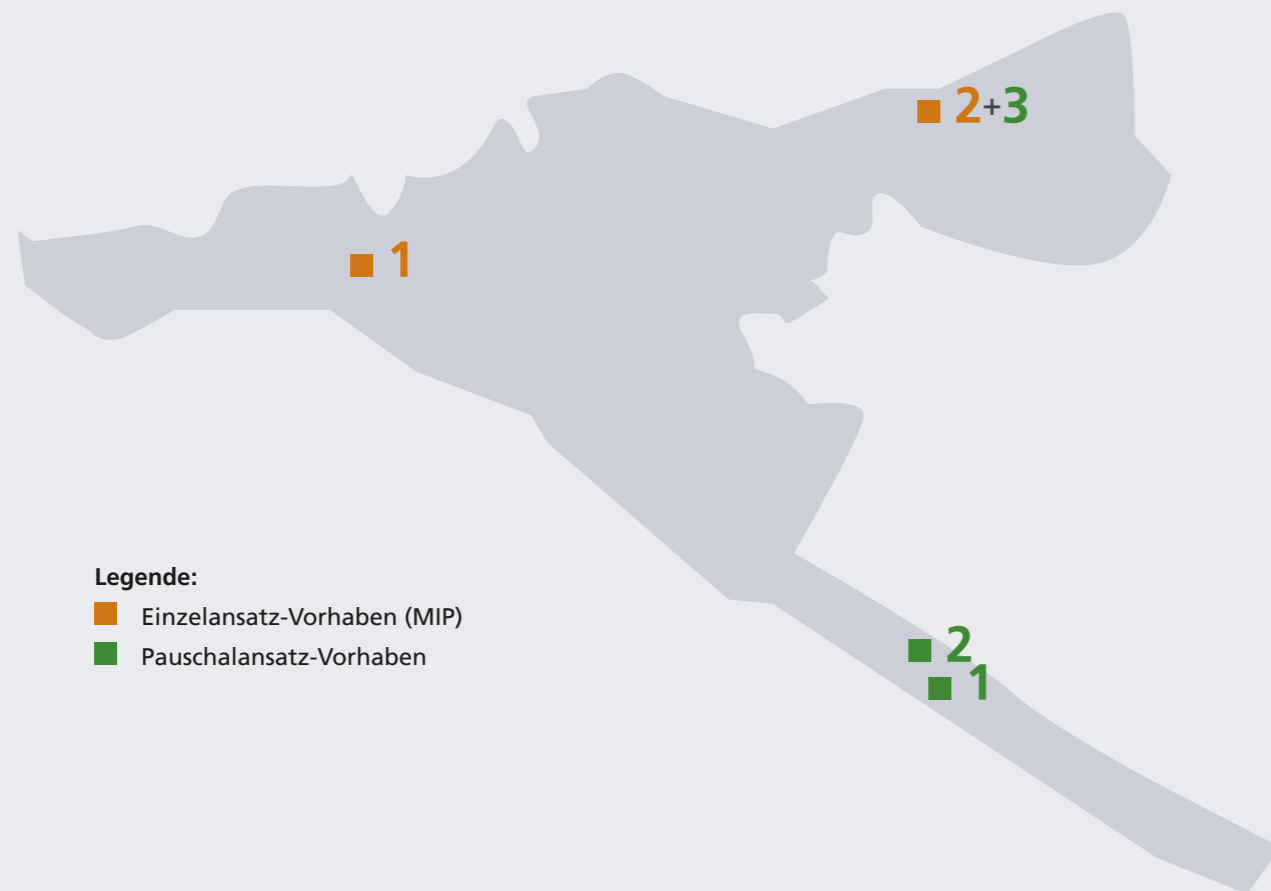 2+3
1
Legende:
Einzelansatz-Vorhaben (MIP)
Pauschalansatz-Vorhaben
2
1